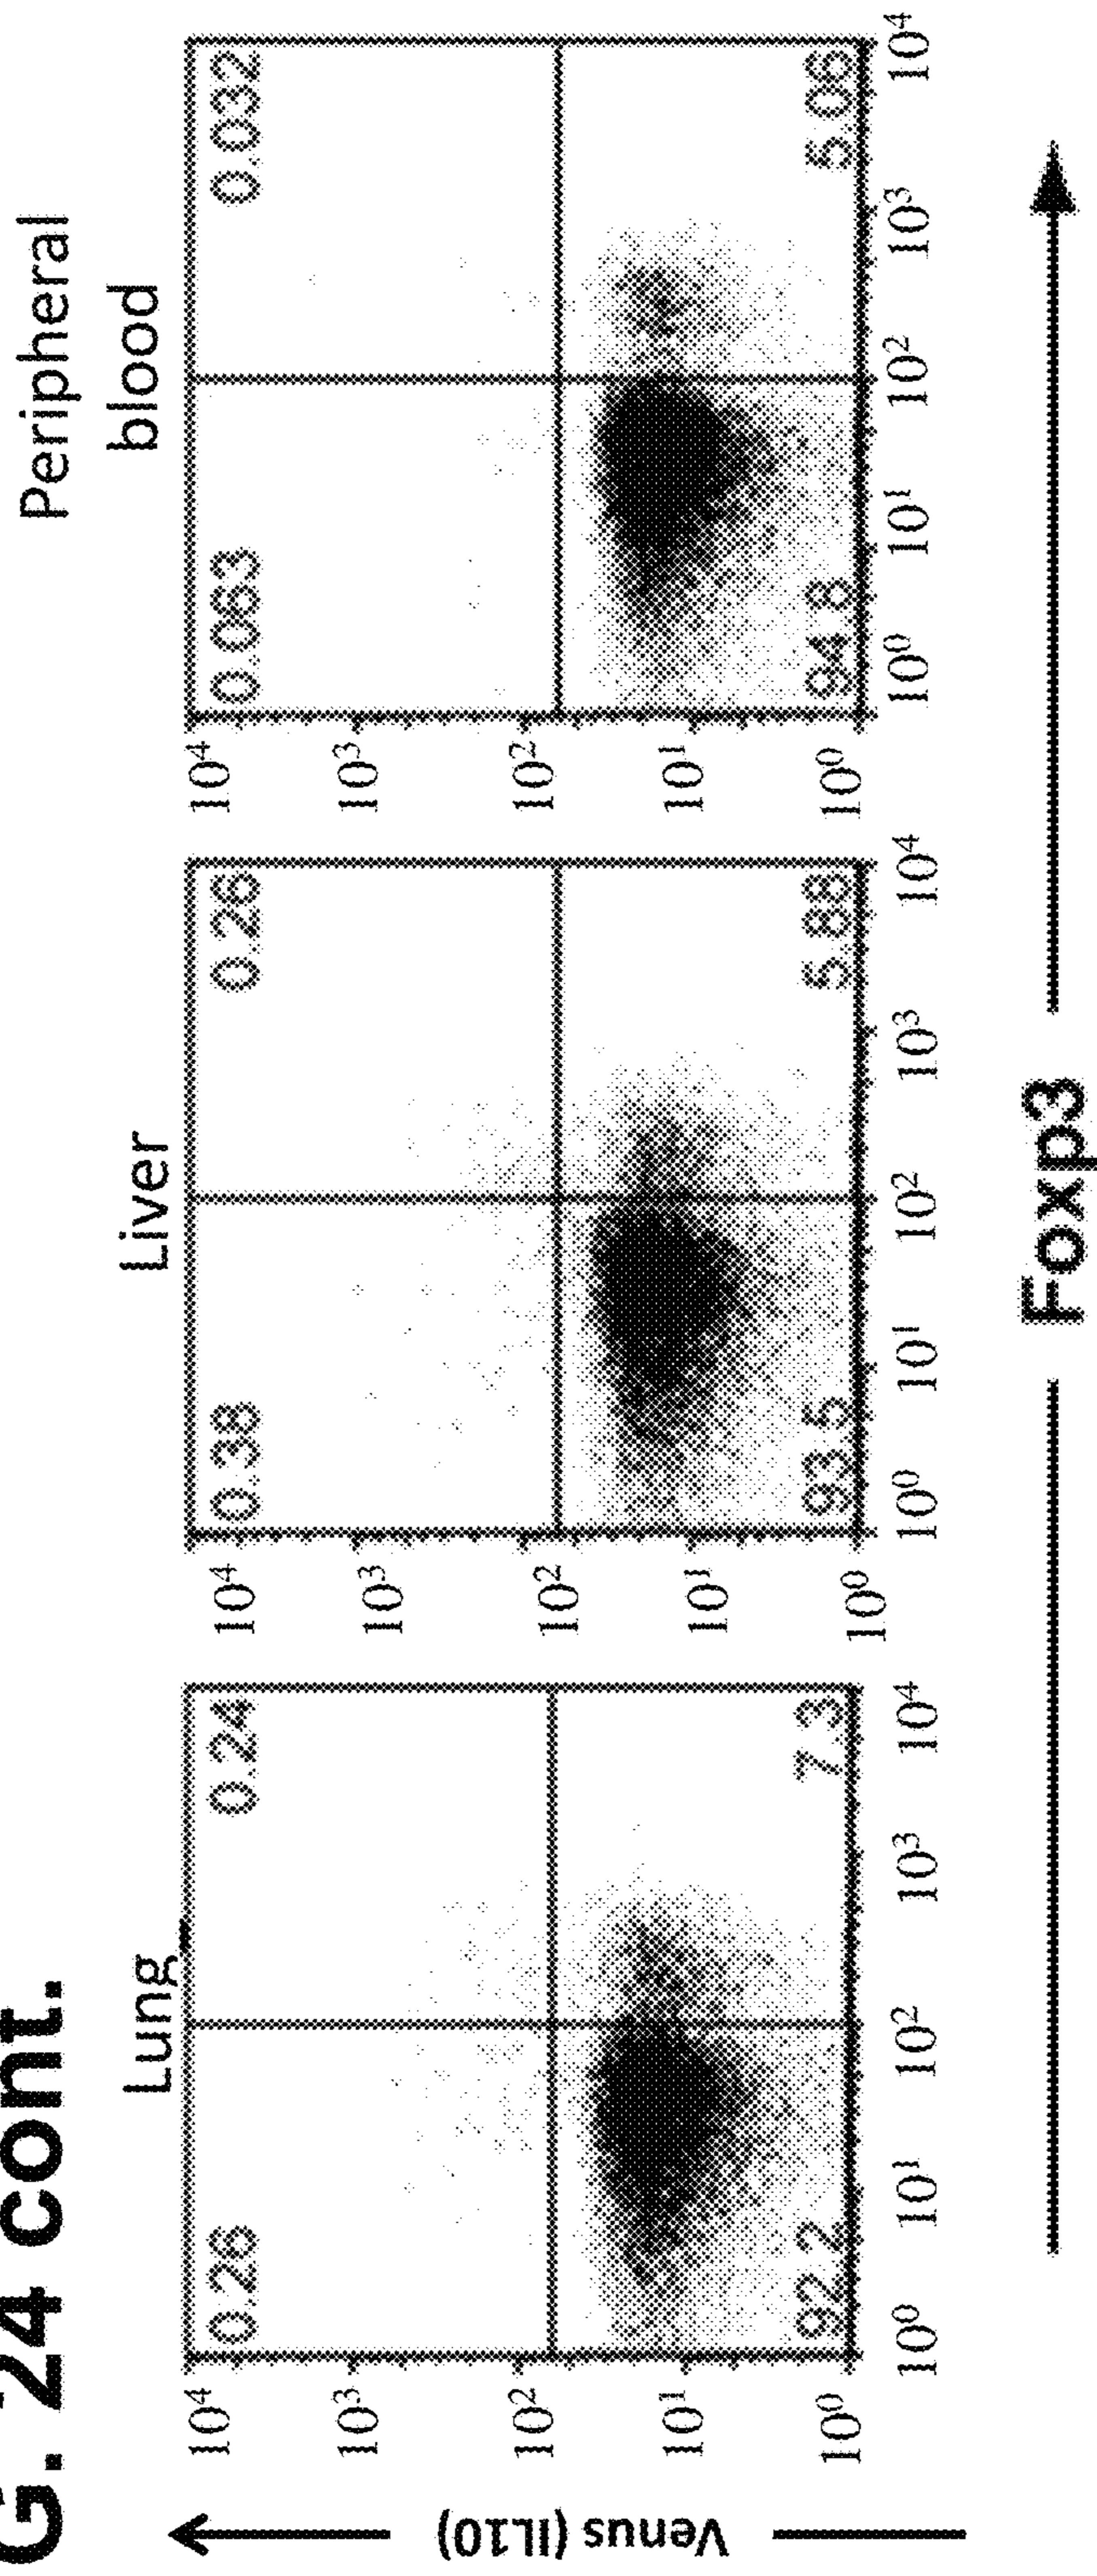 G. 24 cont.
Lung
Liver
Peripheral
blood
0.26
0.24
0.38
0.26
0.063
0.032
92.2
7.3
93.5
5.88
94.8
5.06
10⁴
10³
10²
10¹
10⁰
10⁴
10³
10²
10¹
10⁰
10⁴
10³
10²
10¹
10⁰
10⁰ 10¹ 10² 10³ 10⁴
10⁰ 10¹ 10² 10³ 10⁴
10⁰ 10¹ 10² 10³ 10⁴
Venus (IL10)
Foxp3